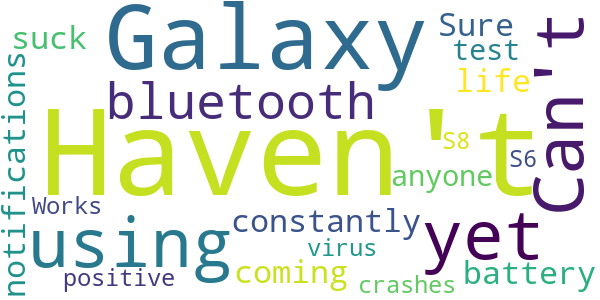 suck
Galaxy
Sure
test
life
Can't
notifications
bluetooth
Haven't
S8
S6
anyone
Works
using
constantly
yet
virus
positive
coming
crashes
battery